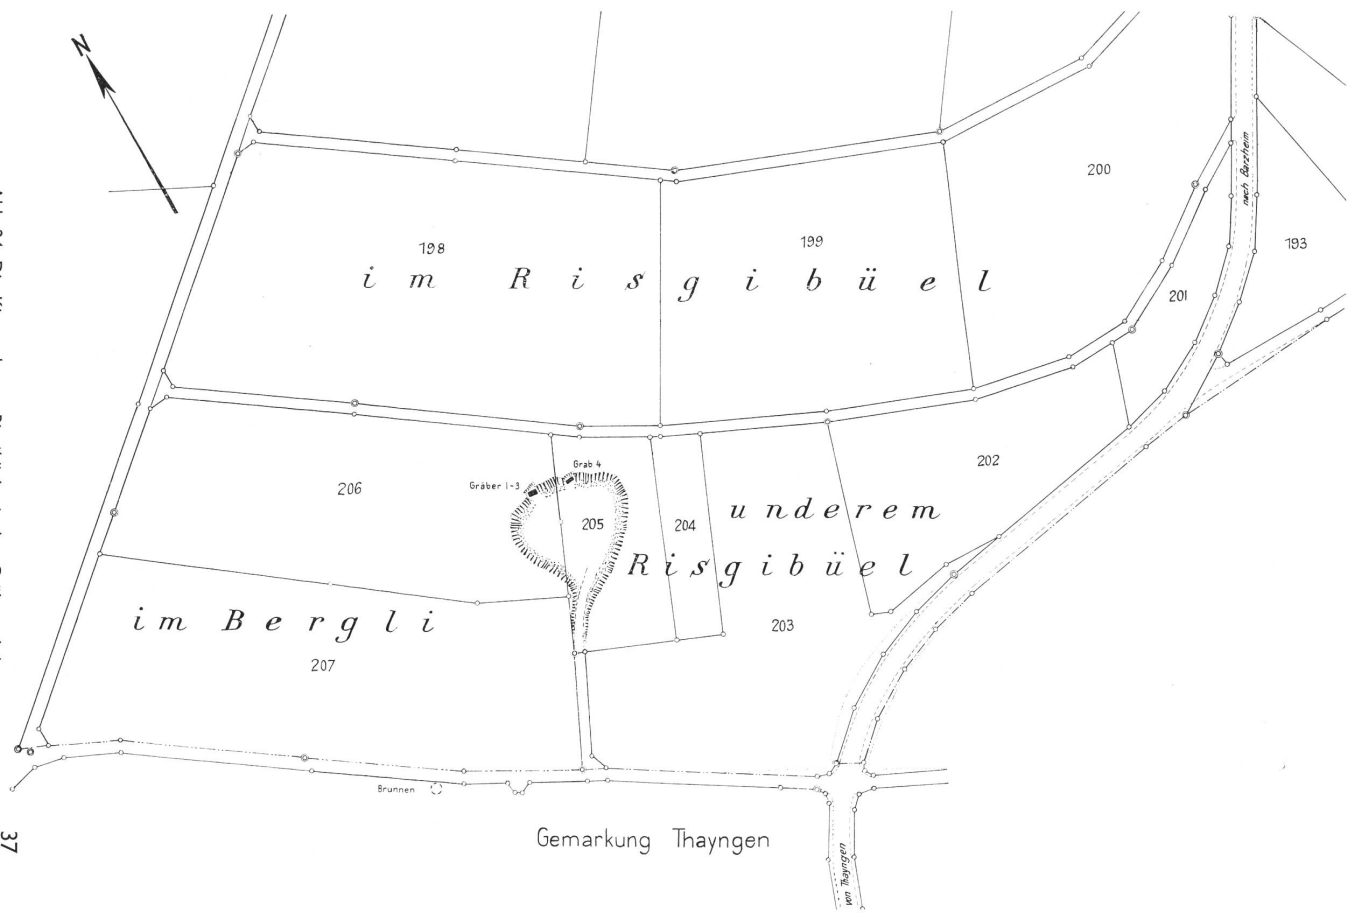 N
nach Barzheim
200
193
198
199
im Risgibüel
201
202
Grab 4
Gräber 1-3
206
205
204
underem
Risgibüel
im Bergli
203
207
Brunnen
Gemarkung Thayngen
von Thayngen
37